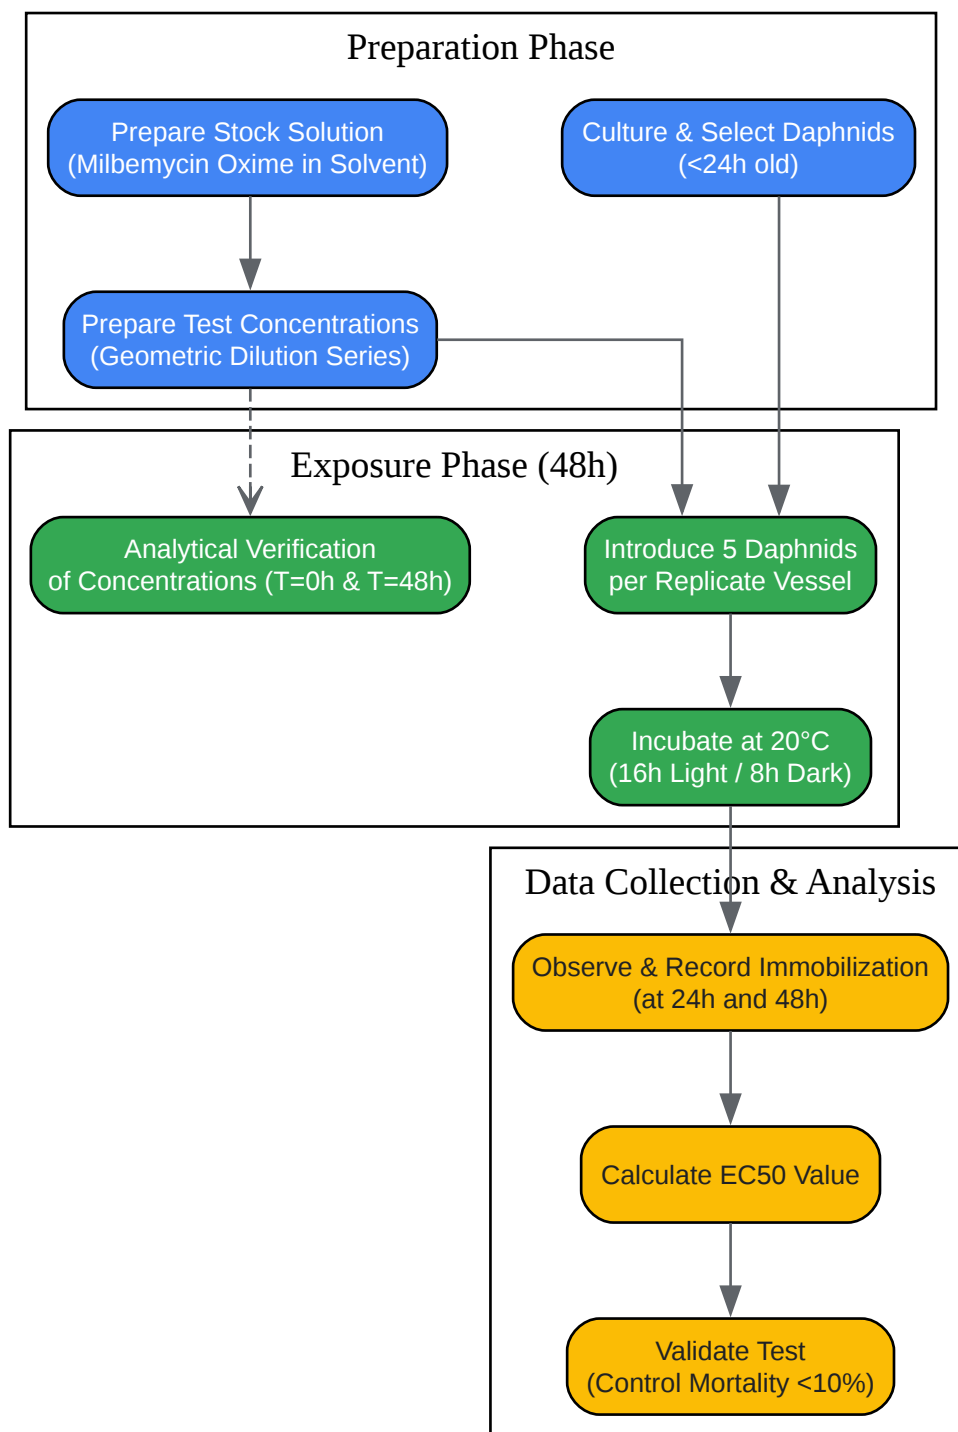 Preparation Phase
Prepare Stock Solution
(Milbemycin Oxime in Solvent)
Culture & Select Daphnids
(<24h old)
Prepare Test Concentrations
(Geometric Dilution Series)
Exposure Phase (48h)
Analytical Verification
of Concentrations (T=0h & T=48h)
Introduce 5 Daphnids
per Replicate Vessel
Incubate at 20°C
(16h Light / 8h Dark)
Data Collection & Analysis
Observe & Record Immobilization
(at 24h and 48h)
Calculate EC50 Value
Validate Test
(Control Mortality <10%)